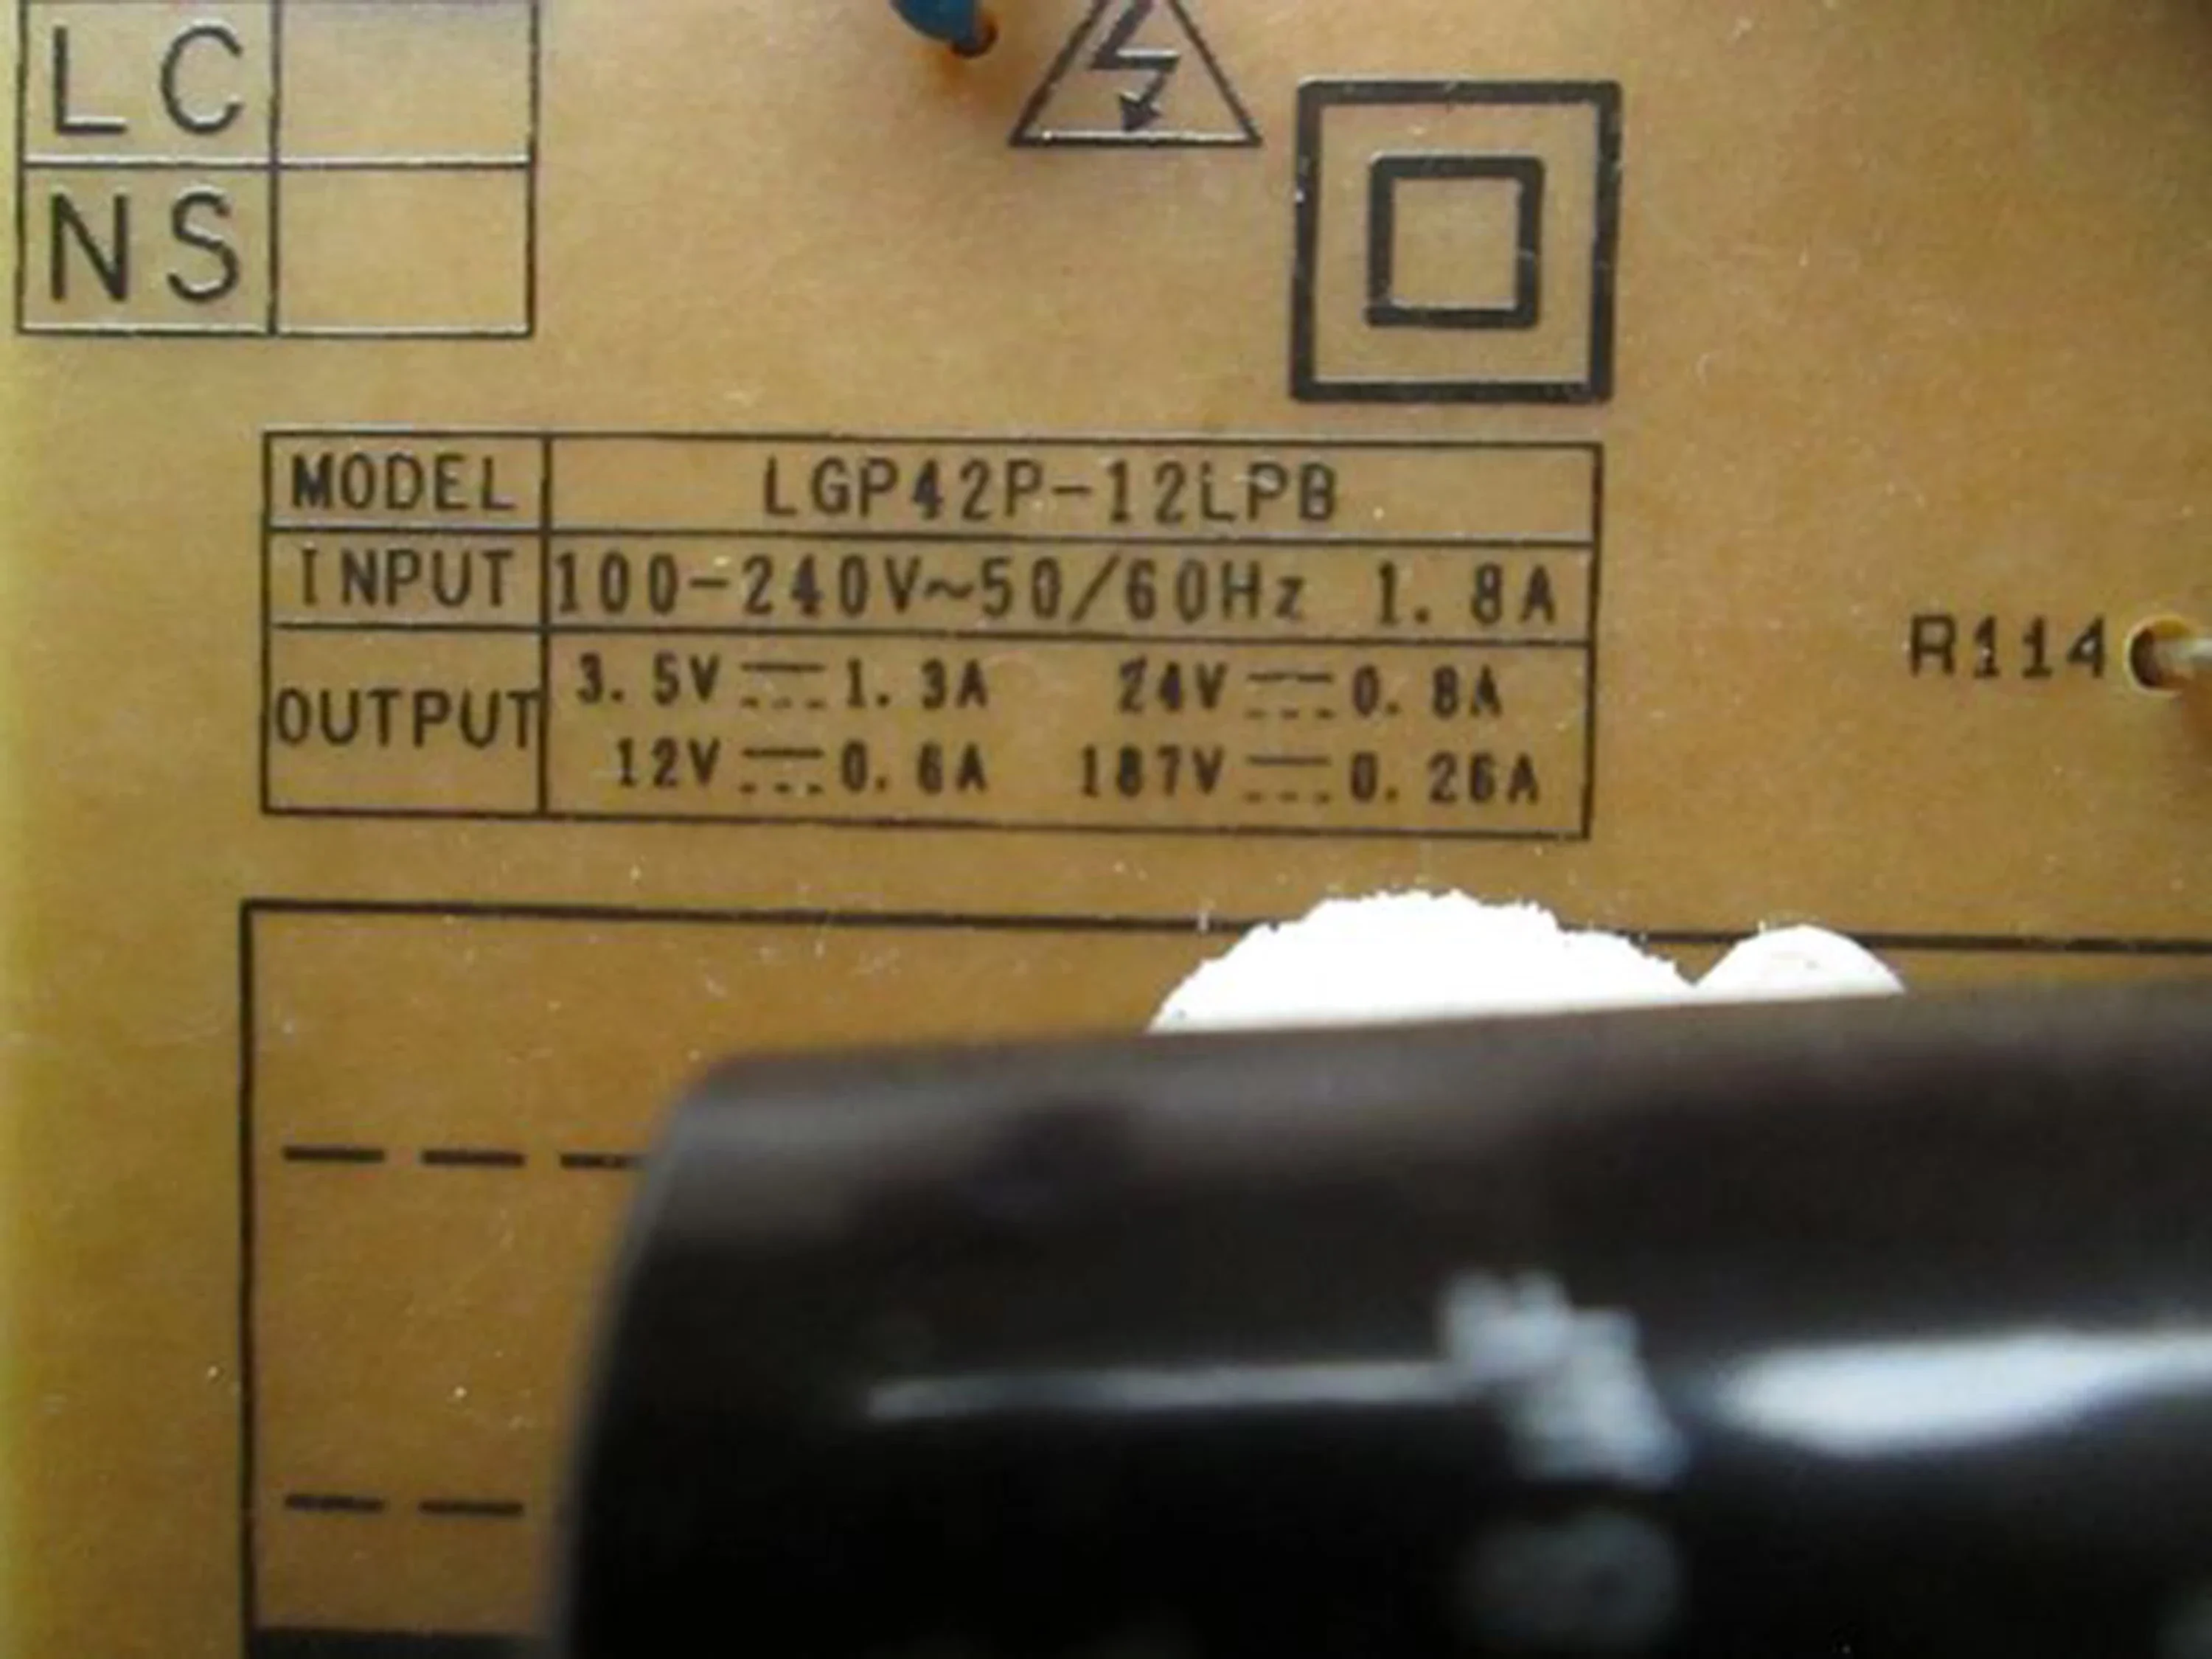 LC
NS
MODEL LGP42P-12LPB
INPUT 100-240V~50/60Hz 1.8A
OUTPUT 3.5V⎓1.3A 24V⎓0.8A
12V⎓0.6A 187V⎓0.26A
R114